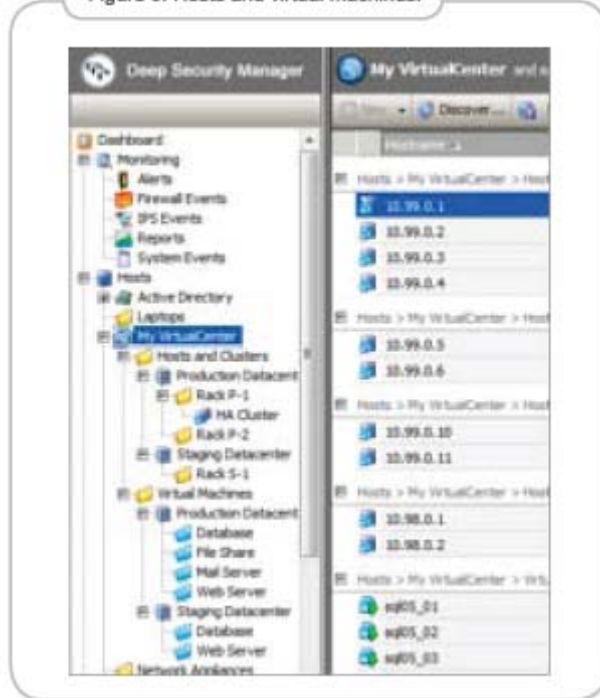 Figure 3. Hosts and virtual machines.
Deep Security Manager
Dashboard
Monitoring
Alerts
Firewall Events
IPS Events
Reports
System Events
Hosts
Active Directory
Laptops
My VirtualCenter
Hosts and Clusters
Production Datacent
Rack P-1
HA Cluster
Rack P-2
Staging Datacenter
Rack S-1
Virtual Machines
Production Datacent
Database
File Share
Mail Server
Web Server
Staging Datacenter
Database
Web Server
Network Appliances
My VirtualCenter and
New Discover...
Hostname
Hosts > My VirtualCenter > Host
10.99.0.1
10.99.0.2
10.99.0.3
10.99.0.4
Hosts > My VirtualCenter > Host
10.99.0.5
10.99.0.6
Hosts > My VirtualCenter > Host
10.99.0.10
10.99.0.11
Hosts > My VirtualCenter > Host
10.98.0.1
10.98.0.2
Hosts > My VirtualCenter > Virt
sql05_01
sql05_02
sql05_03